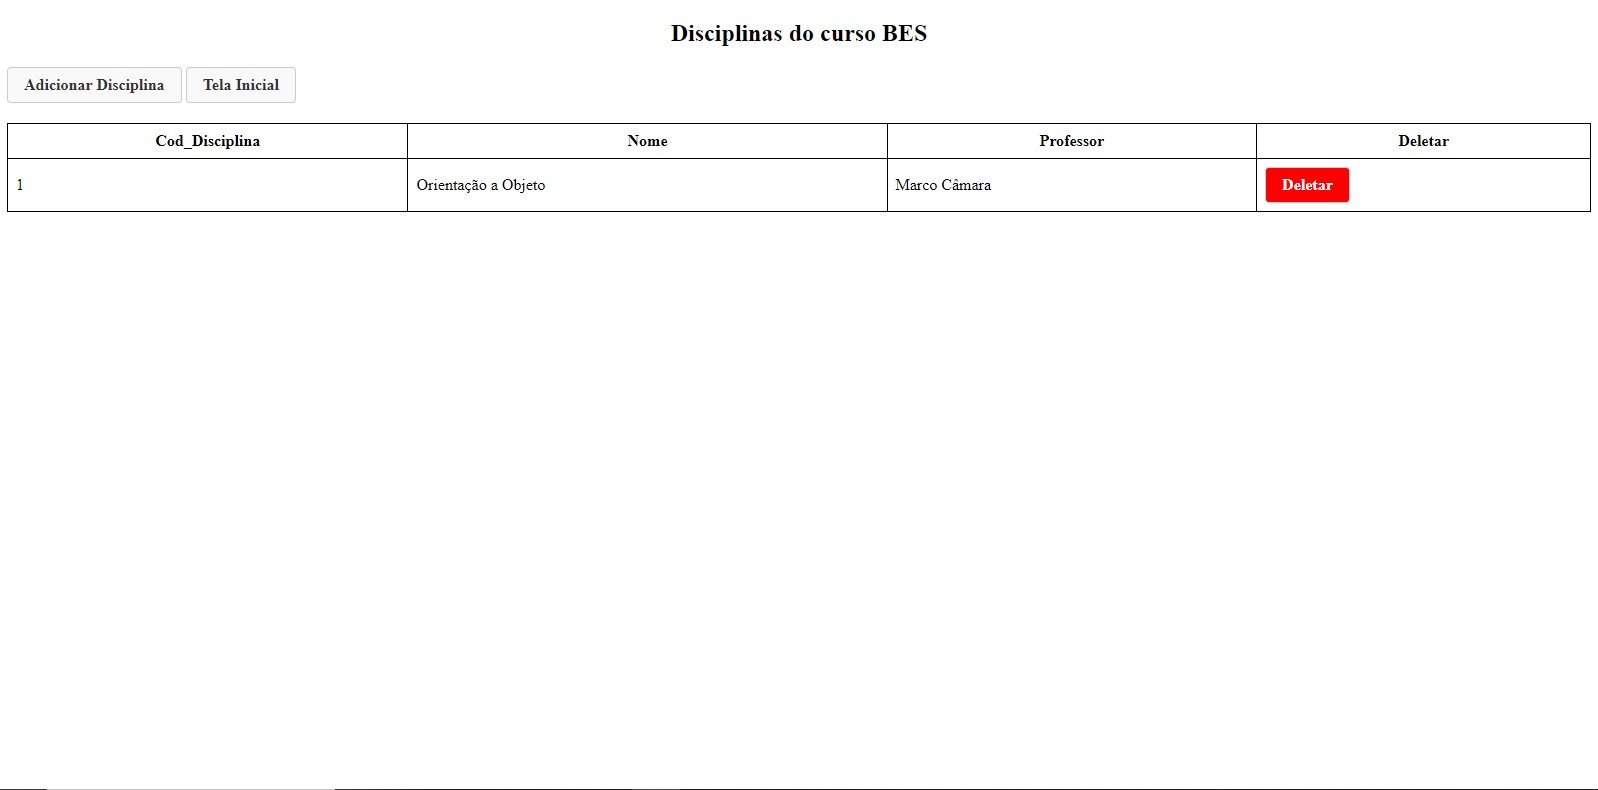 Disciplinas do curso BES
Adicionar Disciplina Tela Inicial
Cod_Disciplina Nome Professor Deletar
1 Orientação a Objeto Marco Câmara Deletar